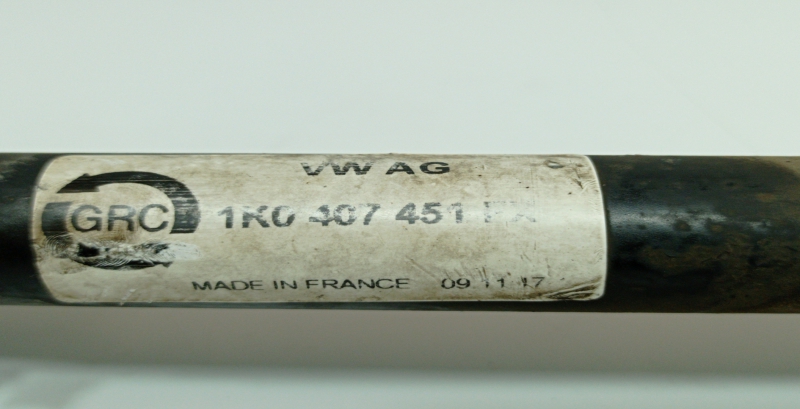 VW AG
GRC
1K0 407 451
MADE IN FRANCE 09 11 17